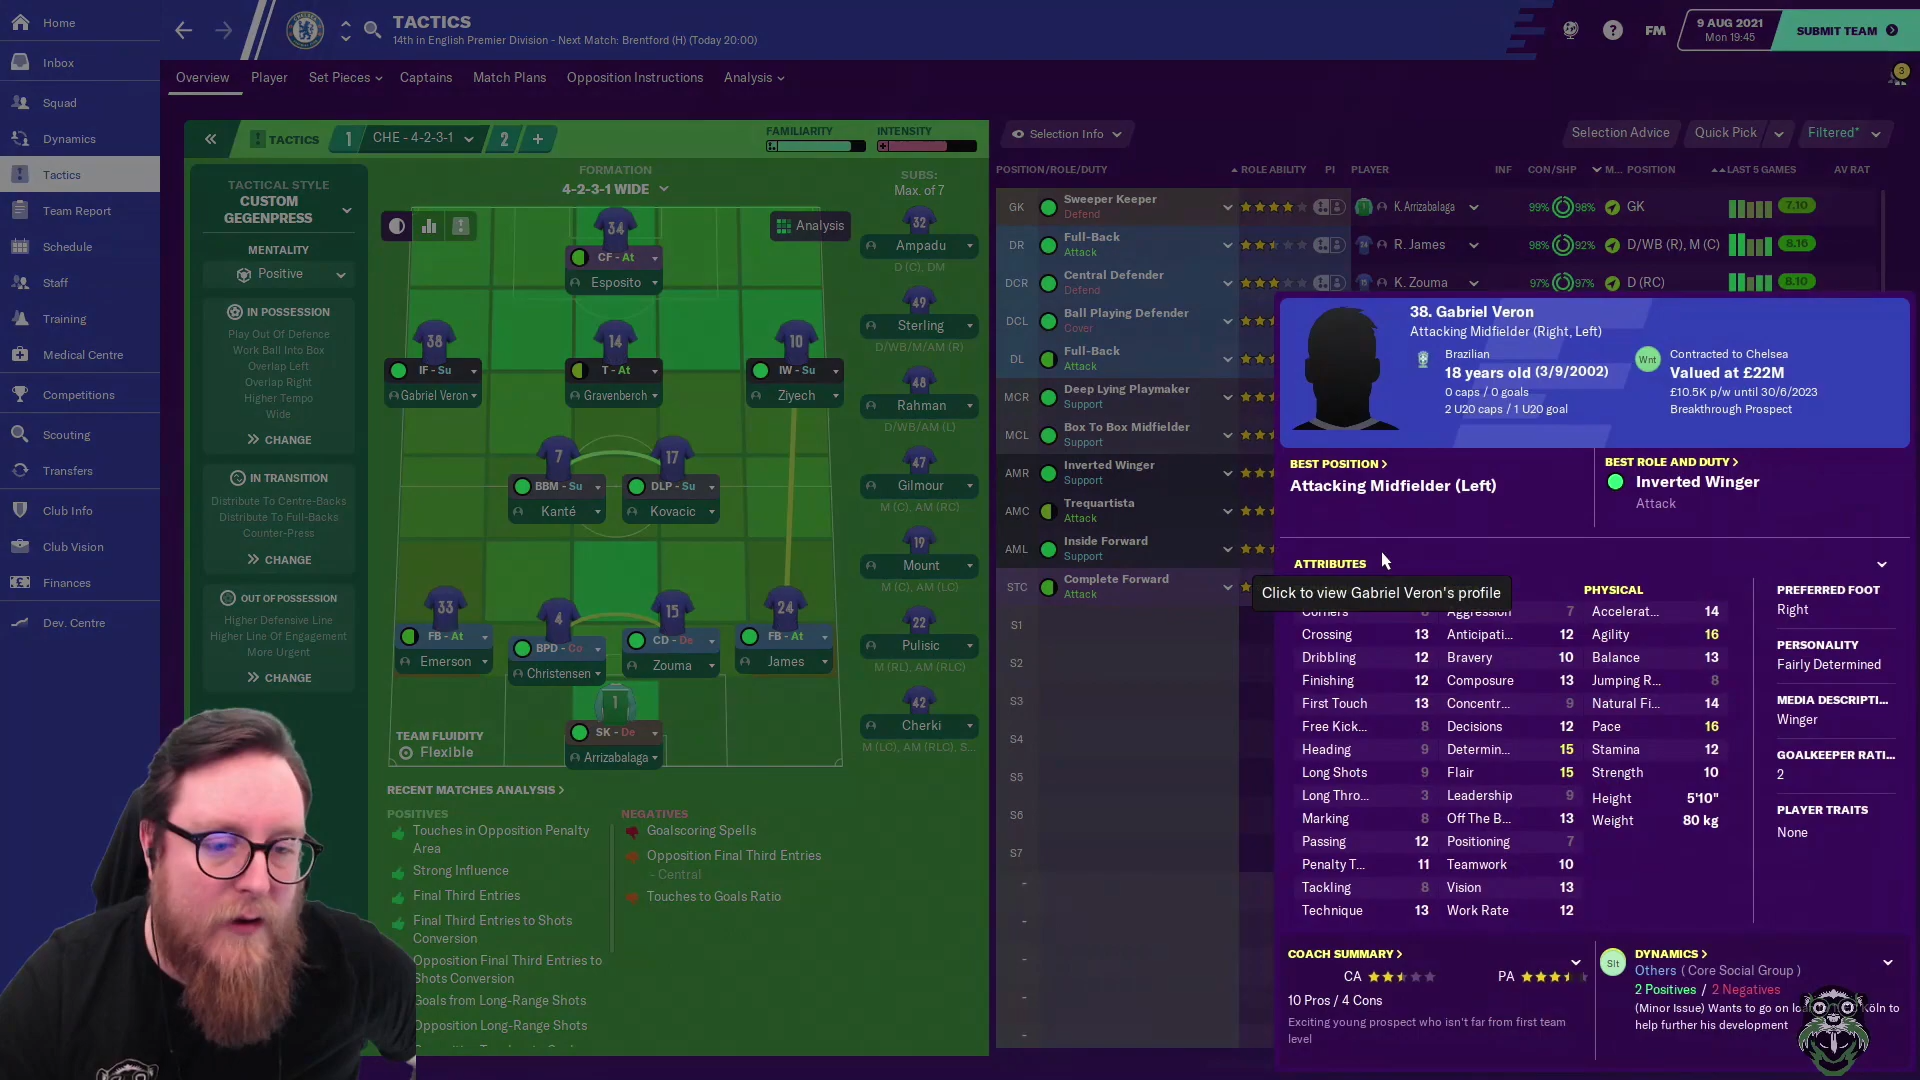 Home
Inbox
Squad
Dynamics
Tactics
Team Report
Schedule
Staff
Training
Medical Centre
Competitions
Scouting
Transfers
Club Info
Club Vision
Finances
Dev. Centre
TACTICS
14th in English Premier Division - Next Match: Brentford (H) (Today 20:00)
FM
9 AUG 2021
Mon 19:45
SUBMIT TEAM
3
Overview Player Set Pieces Captains Match Plans Opposition Instructions Analysis
TACTICS 1 CHE - 4-2-3-1 2 +
FAMILIARITY INTENSITY
TACTICAL STYLE
CUSTOM
GEGENPRESS
MENTALITY
Positive
IN POSSESSION
Play Out Of Defence
Work Ball Into Box
Overlap Left
Overlap Right
Higher Tempo
Wide
CHANGE
IN TRANSITION
Distribute To Centre-Backs
Distribute To Full-Backs
Counter-Press
CHANGE
OUT OF POSSESSION
Higher Defensive Line
Higher Line Of Engagement
More Urgent
CHANGE
FORMATION
4-2-3-1 WIDE
Analysis
34
CF - At
Esposito
38 14 10
IF - Su T - At IW - Su
Gabriel Veron Gravenberch Ziyech
7 17
BBM - Su DLP - Su
Kanté Kovacic
33 4 15 24
FB - At BPD - Co CD - De FB - At
Emerson Christensen Zouma James
1
SK - De
Arrizabalaga
TEAM FLUIDITY
Flexible
SUBS:
Max. of 7
32
Ampadu
D (C), DM
49
Sterling
D/WB/M/AM (R)
48
Rahman
D/WB/AM (L)
47
Gilmour
M (C), AM (RC)
19
Mount
M (C), AM (LC)
22
Pulisic
M (RL), AM (RLC)
42
Cherki
M (LC), AM (RLC), S...
RECENT MATCHES ANALYSIS
POSITIVES
Touches in Opposition Penalty
Area
Strong Influence
Final Third Entries
Final Third Entries to Shots
Conversion
Opposition Final Third Entries to
Shots Conversion
Goals from Long-Range Shots
Opposition Long-Range Shots
NEGATIVES
Goalscoring Spells
Opposition Final Third Entries
- Central
Touches to Goals Ratio
Selection Info Selection Advice Quick Pick Filtered*
POSITION/ROLE/DUTY ROLE ABILITY PI PLAYER INF CON/SHP M... POSITION LAST 5 GAMES AV RAT
GK Sweeper Keeper K. Arrizabalaga 99% 98% GK 7.10
Defend
DR Full-Back R. James 98% 92% D/WB (R), M (C) 8.16
Attack
DCR Central Defender K. Zouma 97% 97% D (RC) 8.10
Defend
DCL Ball Playing Defender
Cover
DL Full-Back
Attack
MCR Deep Lying Playmaker
Support
MCL Box To Box Midfielder
Support
AMR Inverted Winger
Support
AMC Trequartista
Attack
AML Inside Forward
Support
STC Complete Forward
Attack
S1
S2
S3
S4
S5
S6
S7
38. Gabriel Veron
Attacking Midfielder (Right, Left)
Brazilian
18 years old (3/9/2002)
0 caps / 0 goals
2 U20 caps / 1 U20 goal
Wnt
Contracted to Chelsea
Valued at £22M
£10.5K p/w until 30/6/2023
Breakthrough Prospect
BEST POSITION
Attacking Midfielder (Left)
BEST ROLE AND DUTY
Inverted Winger
Attack
ATTRIBUTES
Click to view Gabriel Veron's profile
PHYSICAL
Corners Aggression 7 Accelerat... 14
Crossing 13 Anticipati... 12 Agility 16
Dribbling 12 Bravery 10 Balance 13
Finishing 12 Composure 13 Jumping R... 8
First Touch 13 Concentr... 9 Natural Fi... 14
Free Kick... 8 Decisions 12 Pace 16
Heading 9 Determin... 15 Stamina 12
Long Shots 9 Flair 15 Strength 10
Long Thro... 3 Leadership 9 Height 5'10"
Marking 8 Off The B... 13 Weight 80 kg
Passing 12 Positioning 7
Penalty T... 11 Teamwork 10
Tackling 8 Vision 13
Technique 13 Work Rate 12
PREFERRED FOOT
Right
PERSONALITY
Fairly Determined
MEDIA DESCRIPTI...
Winger
GOALKEEPER RATI...
2
PLAYER TRAITS
None
COACH SUMMARY
CA PA
10 Pros / 4 Cons
Exciting young prospect who isn't far from first team
level
Slt
DYNAMICS
Others ( Core Social Group )
2 Positives / 2 Negatives
(Minor Issue) Wants to go on Köln to
help further his development